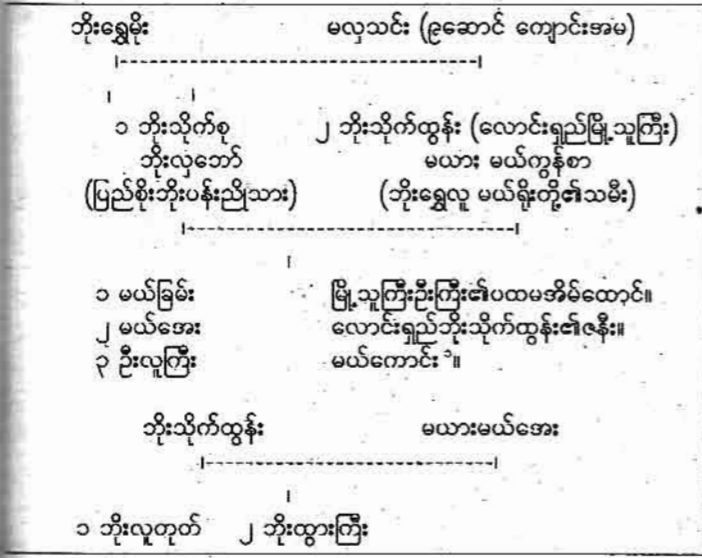 ဘိုးရွှေမိုး မလှသင်း (၉ဆောင် ကျောင်းအမ)
၁ ဘိုးသိုက်စု ၂ ဘိုးသိုက်ထွန်း (လောင်းရှည်မြို့သူကြီး)
ဘိုးလှဘော် မယား မယ်ကွန်စာ
(ပြည်စိုးဘိုးပန်းညိုသား) (ဘိုးရွှေလူ မယ်ရိုးတို့၏သမီး)
၁ မယ်ခြမ်း မြို့သူကြီးဦးကြီး၏ပထမအိမ်ထောင်။
၂ မယ်အေး လောင်းရှည်ဘိုးသိုက်ထွန်း၏ဇနီး။
၃ ဦးလူကြီး မယ်ကောင်း ၁။
ဘိုးသိုက်ထွန်း မယားမယ်အေး
၁ ဘိုးလူတုတ် ၂ ဘိုးထွားကြီး